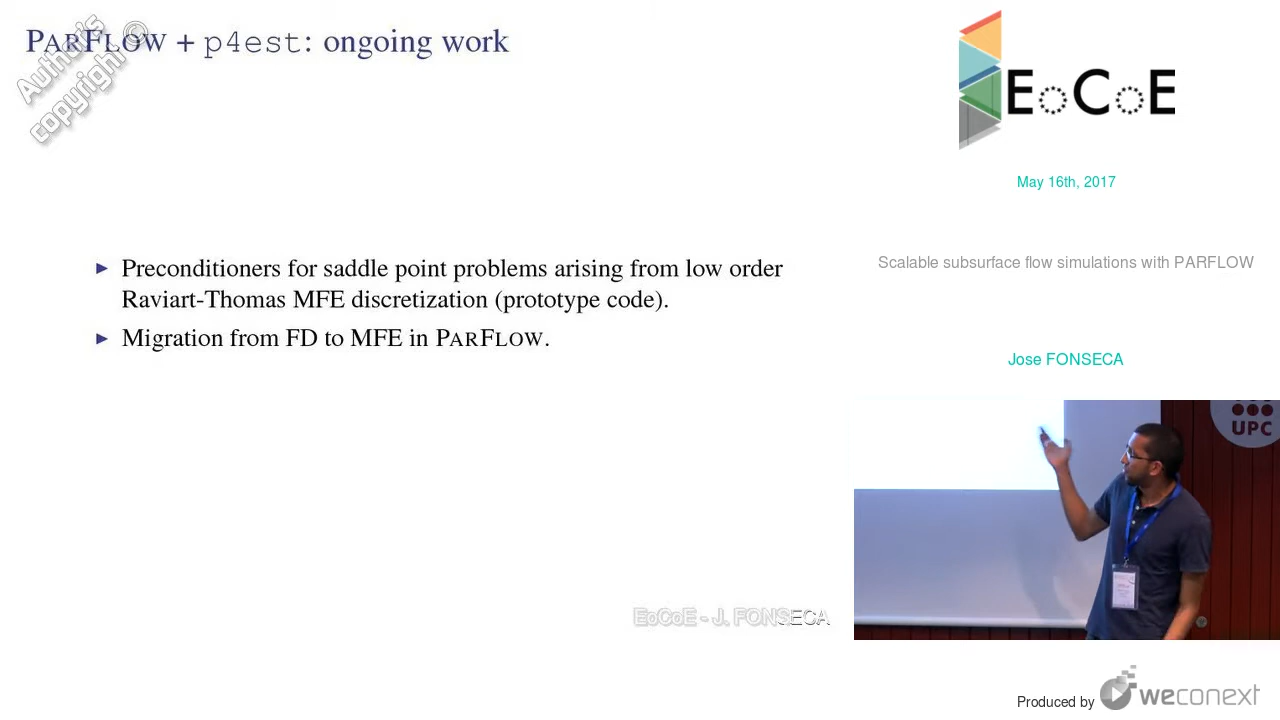 PARFLOW + p4est: ongoing work
Author's
copyright ©
EoCoE
May 16th, 2017
Preconditioners for saddle point problems arising from low order
Raviart-Thomas MFE discretization (prototype code).
Migration from FD to MFE in PARFLOW.
Scalable subsurface flow simulations with PARFLOW
Jose FONSECA
UPC
EoCoE - J. FONSECA
Produced by weconext